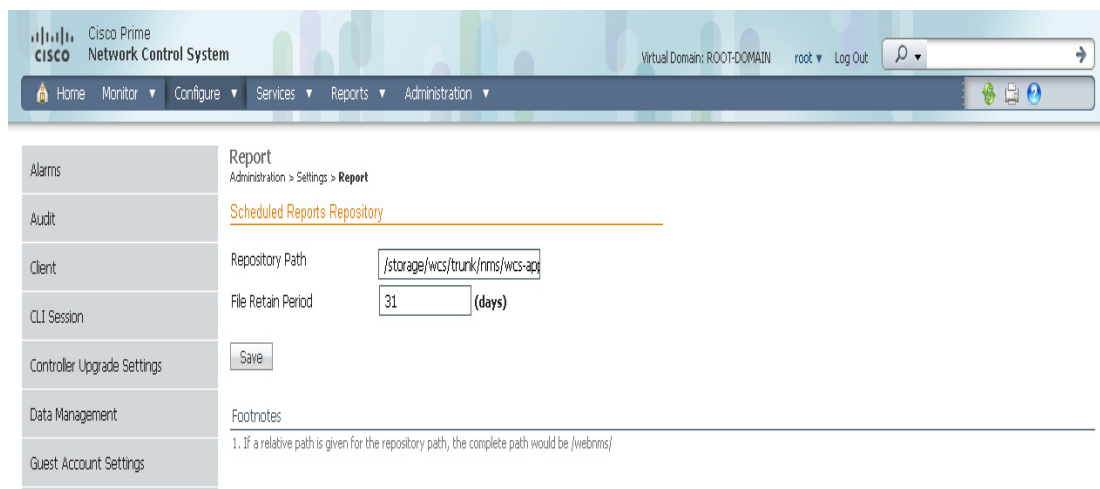 Cisco Prime
CISCO Network Control System
Virtual Domain: ROOT-DOMAIN root ▼ Log Out
Home Monitor ▼ Configure ▼ Services ▼ Reports ▼ Administration ▼
Alarms
Audit
Client
CLI Session
Controller Upgrade Settings
Data Management
Guest Account Settings
Report
Administration > Settings > Report
Scheduled Reports Repository
Repository Path /storage/wcs/trunk/nms/wcs-app
File Retain Period 31 (days)
Save
Footnotes
1. If a relative path is given for the repository path, the complete path would be /webnms/